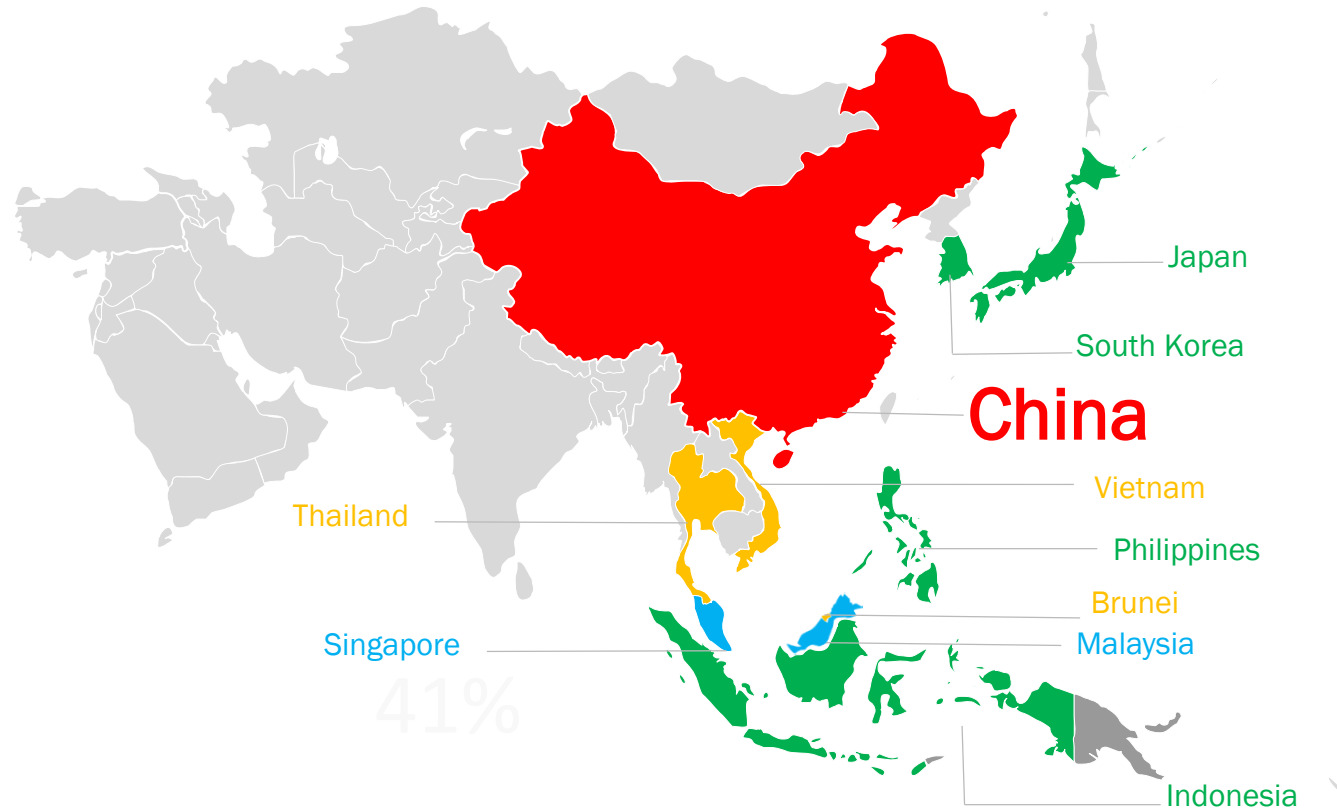 Japan
South Korea
China
Vietnam
Thailand
Philippines
Brunei
Singapore
Malaysia
41%
Indonesia